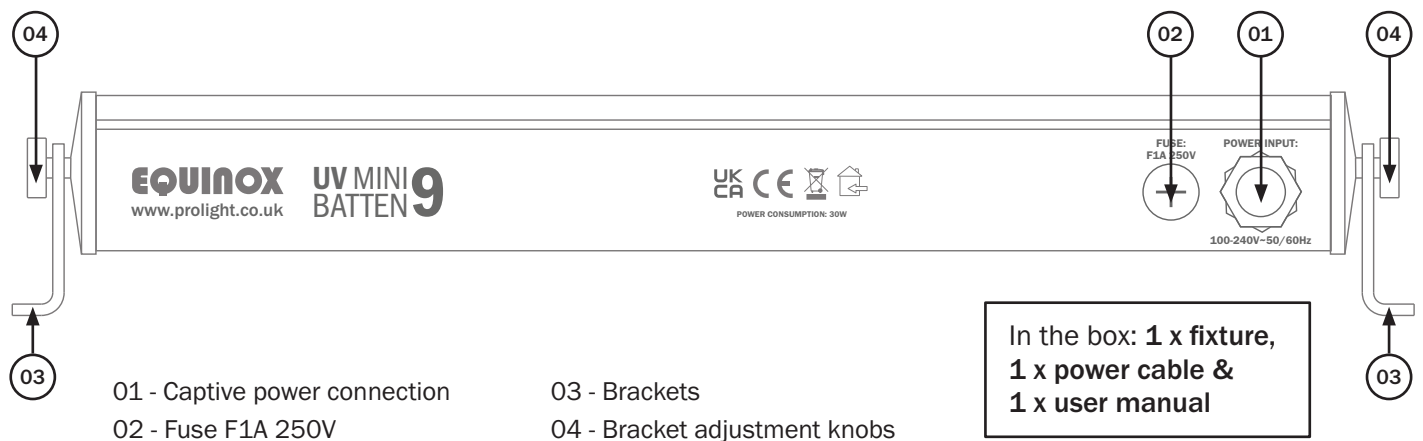 04
02
01
04
FUSE:
F1A 250V
POWER INPUT:
EQUINOX
www.prolight.co.uk
UV MINI
BATTEN 9
UK
CA CE
POWER CONSUMPTION: 30W
100-240V~50/60Hz
03
03
In the box: 1 x fixture,
1 x power cable &
1 x user manual
01 - Captive power connection
02 - Fuse F1A 250V
03 - Brackets
04 - Bracket adjustment knobs